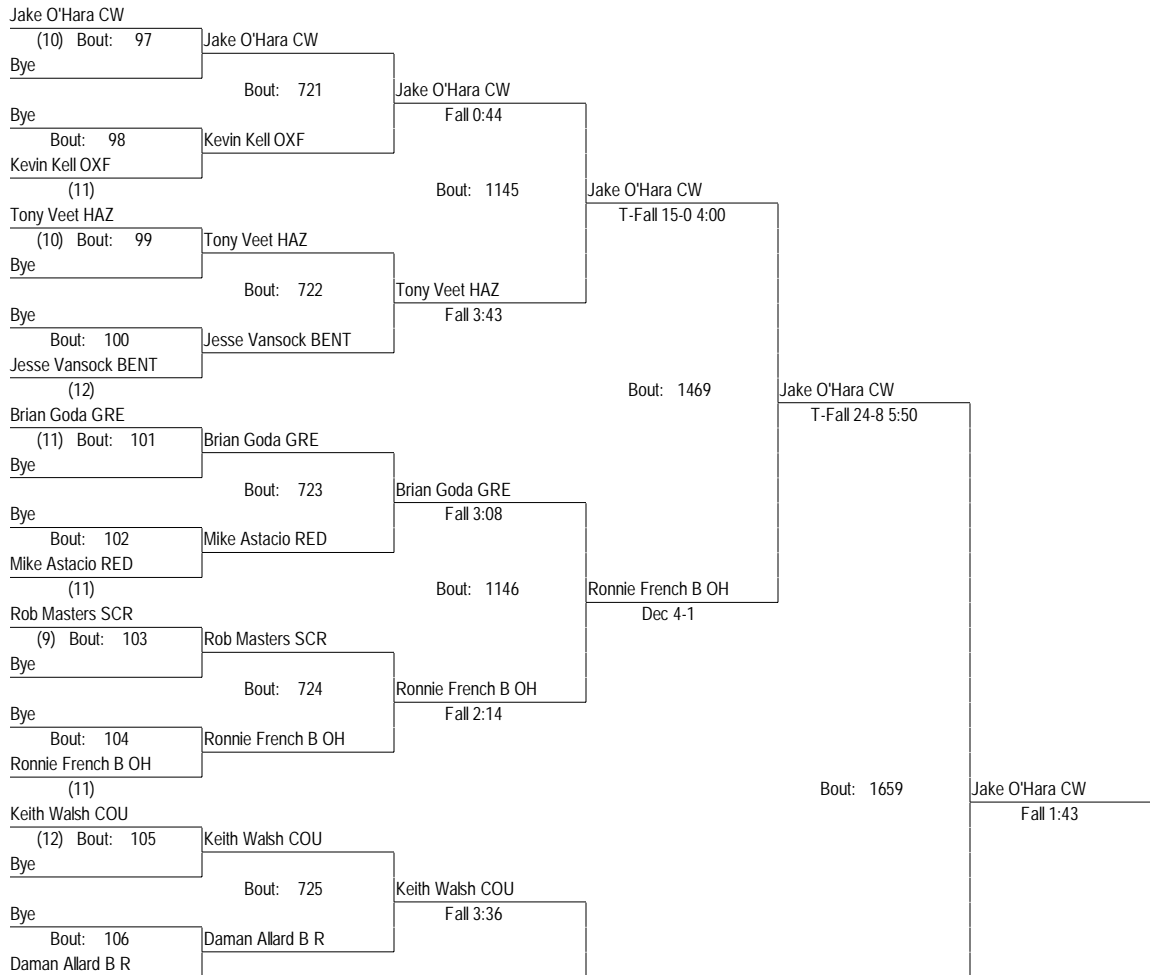 Jake O'Hara CW
(10) Bout: 97
Jake O'Hara CW
Bye
Bout: 721
Jake O'Hara CW
Fall 0:44
Bye
Bout: 98
Kevin Kell OXF
Kevin Kell OXF
(11)
Bout: 1145
Jake O'Hara CW
T-Fall 15-0 4:00
Tony Veet HAZ
(10) Bout: 99
Tony Veet HAZ
Bye
Bout: 722
Tony Veet HAZ
Fall 3:43
Bye
Bout: 100
Jesse Vansock BENT
Jesse Vansock BENT
(12)
Bout: 1469
Jake O'Hara CW
T-Fall 24-8 5:50
Brian Goda GRE
(11) Bout: 101
Brian Goda GRE
Bye
Bout: 723
Brian Goda GRE
Fall 3:08
Bye
Bout: 102
Mike Astacio RED
Mike Astacio RED
(11)
Bout: 1146
Ronnie French B OH
Dec 4-1
Rob Masters SCR
(9) Bout: 103
Rob Masters SCR
Bye
Bout: 724
Ronnie French B OH
Fall 2:14
Bye
Bout: 104
Ronnie French B OH
Ronnie French B OH
(11)
Bout: 1659
Jake O'Hara CW
Fall 1:43
Keith Walsh COU
(12) Bout: 105
Keith Walsh COU
Bye
Bout: 725
Keith Walsh COU
Fall 3:36
Bye
Bout: 106
Daman Allard B R
Daman Allard B R